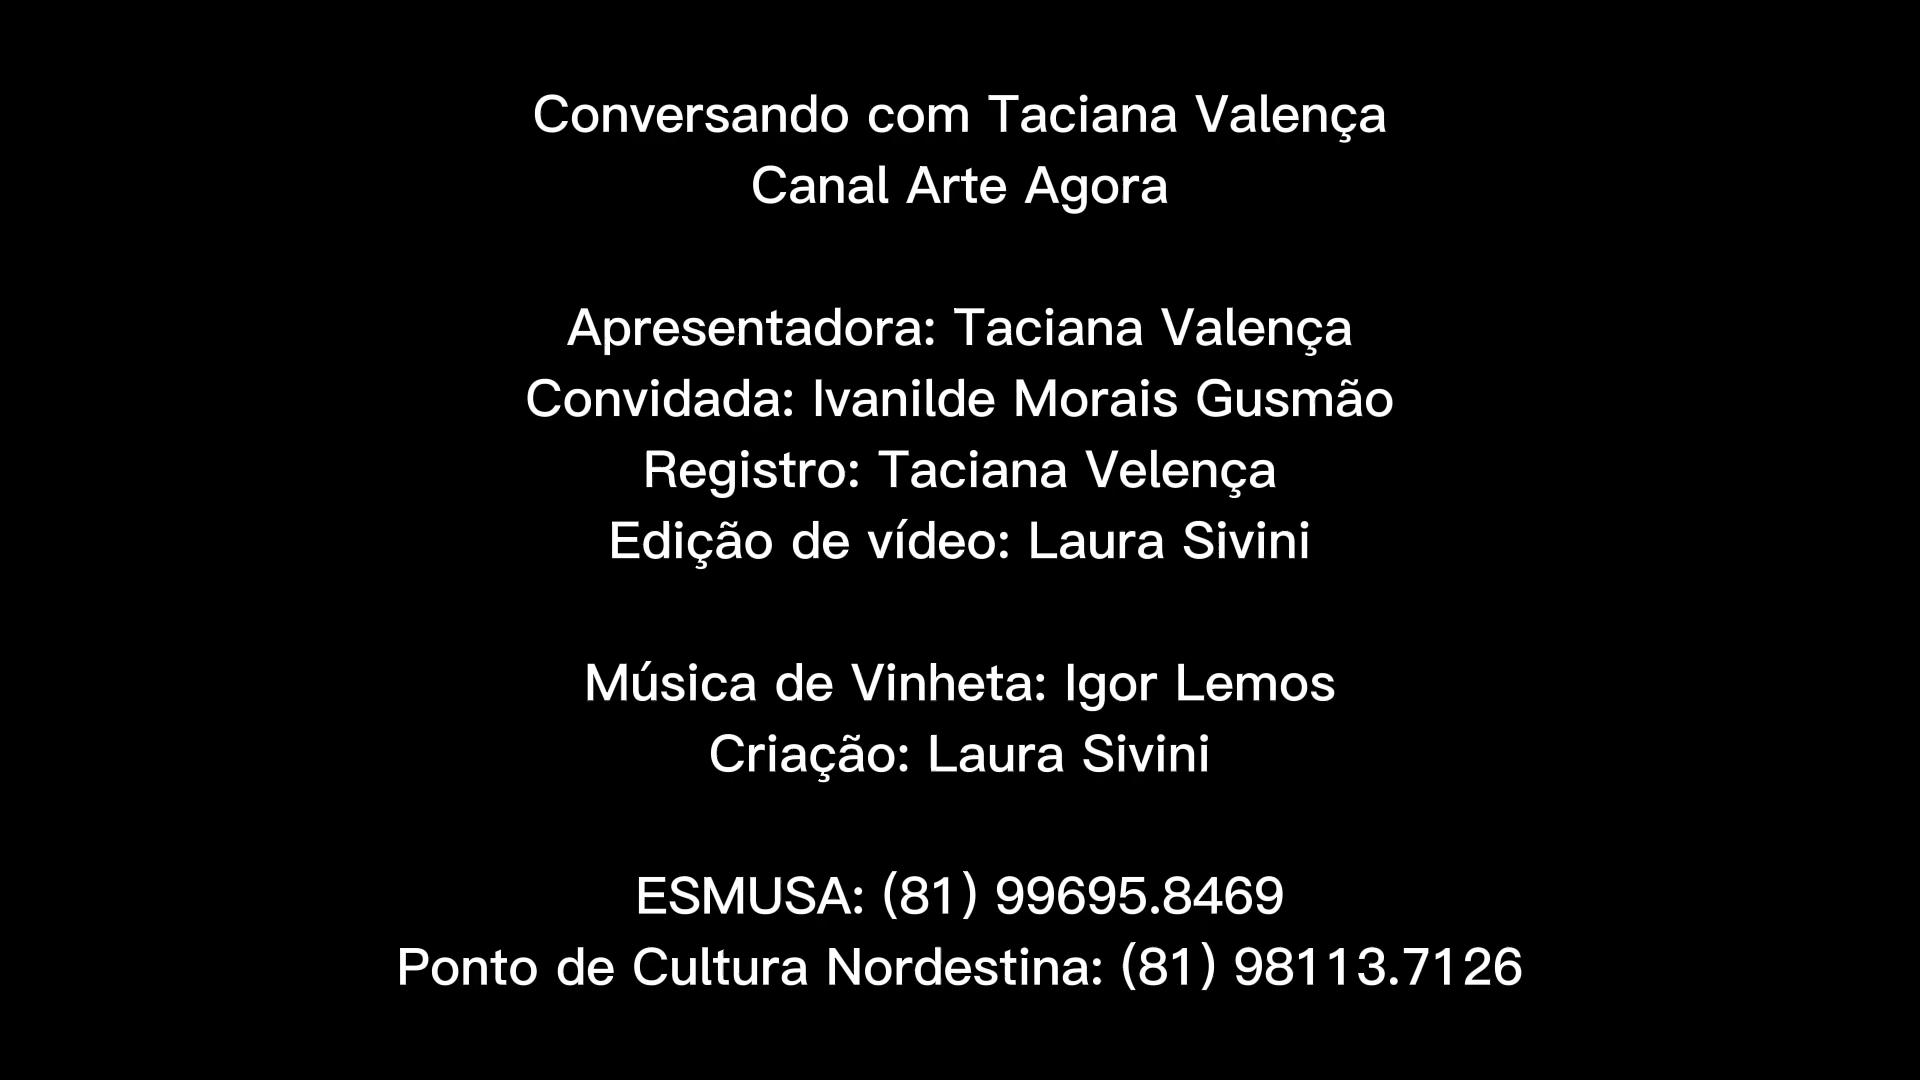 Conversando com Taciana Valença
Canal Arte Agora
Apresentadora: Taciana Valença
Convidada: Ivanilde Morais Gusmão
Registro: Taciana Velença
Edição de vídeo: Laura Sivini
Música de Vinheta: Igor Lemos
Criação: Laura Sivini
ESMUSA: (81) 99695.8469
Ponto de Cultura Nordestina: (81) 98113.7126